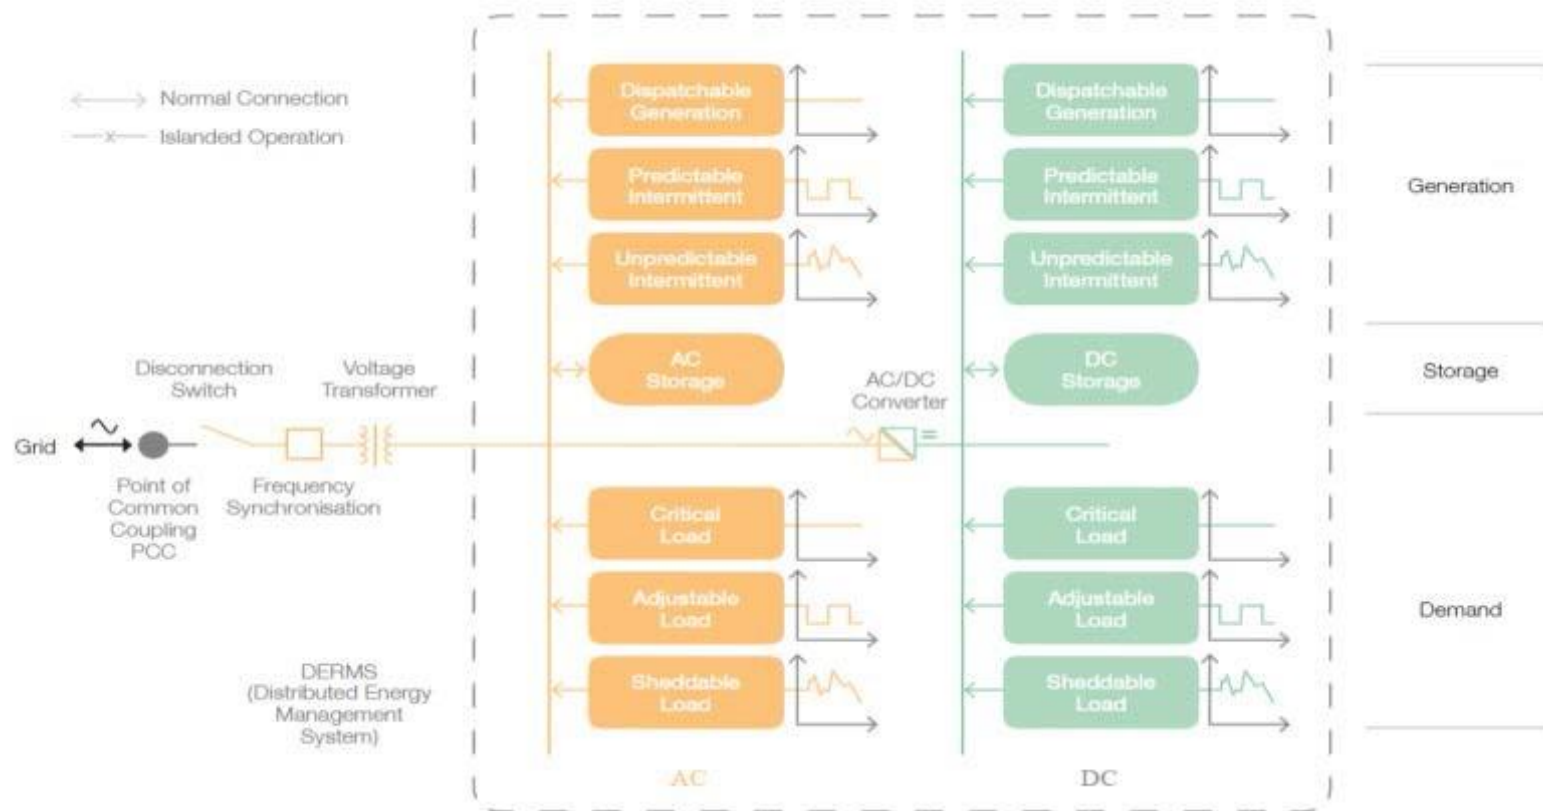 Normal Connection
Islanded Operation
Dispatchable
Generation
Predictable
Intermittent
Unpredictable
Intermittent
AC
Storage
Dispatchable
Generation
Predictable
Intermittent
Unpredictable
Intermittent
DC
Storage
Generation
Storage
Disconnection
Switch
Voltage
Transformer
AC/DC
Converter
=
Grid
Point of
Common
Coupling
PCC
Frequency
Synchronisation
Critical
Load
Adjustable
Load
Sheddable
Load
Critical
Load
Adjustable
Load
Sheddable
Load
Demand
DERMS
(Distributed Energy
Management
System)
AC
DC